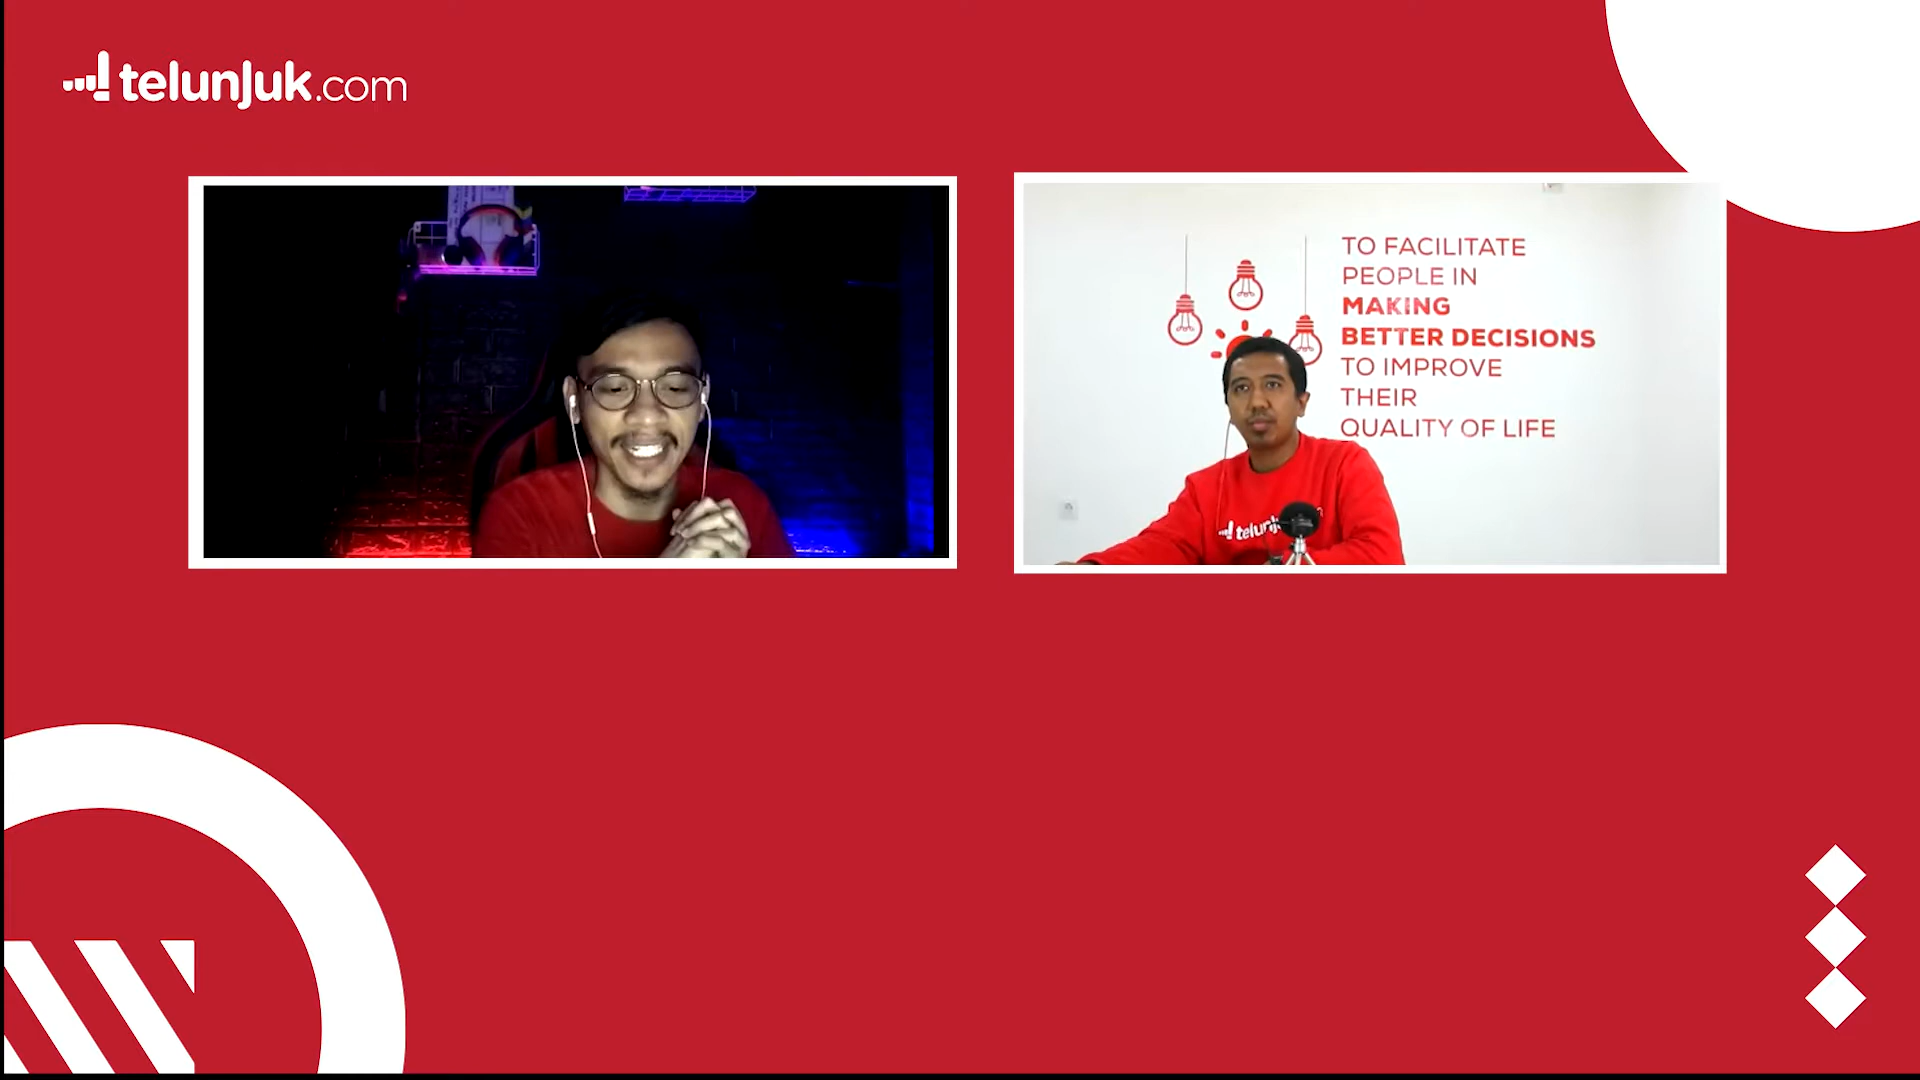 telunjuk.com
TO FACILITATE
PEOPLE IN
MAKING
BETTER DECISIONS
TO IMPROVE
THEIR
QUALITY OF LIFE